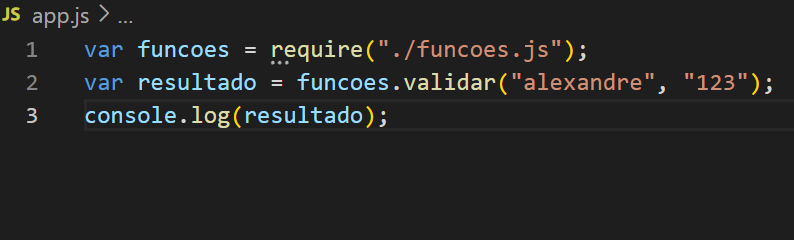 JS app.js > ...
1 var funcoes = require("./funcoes.js");
2 var resultado = funcoes.validar("alexandre", "123");
3 console.log(resultado);